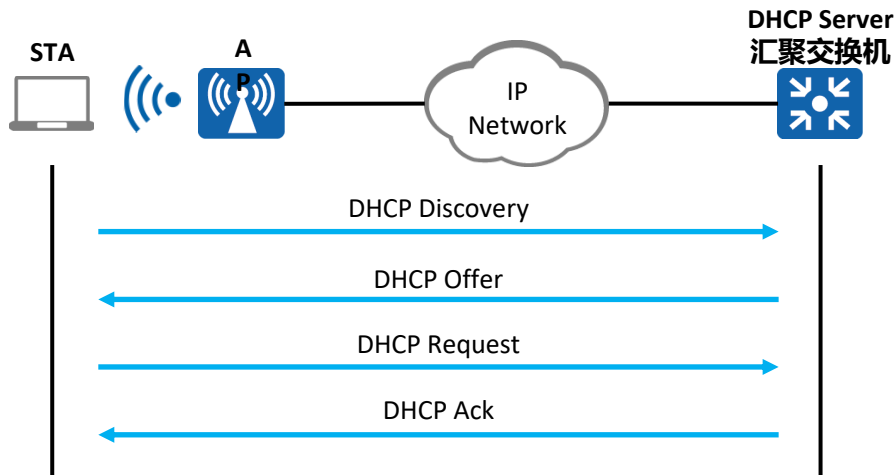 STA
A
P
IP
Network
DHCP Server
汇聚交换机
DHCP Discovery
DHCP Offer
DHCP Request
DHCP Ack